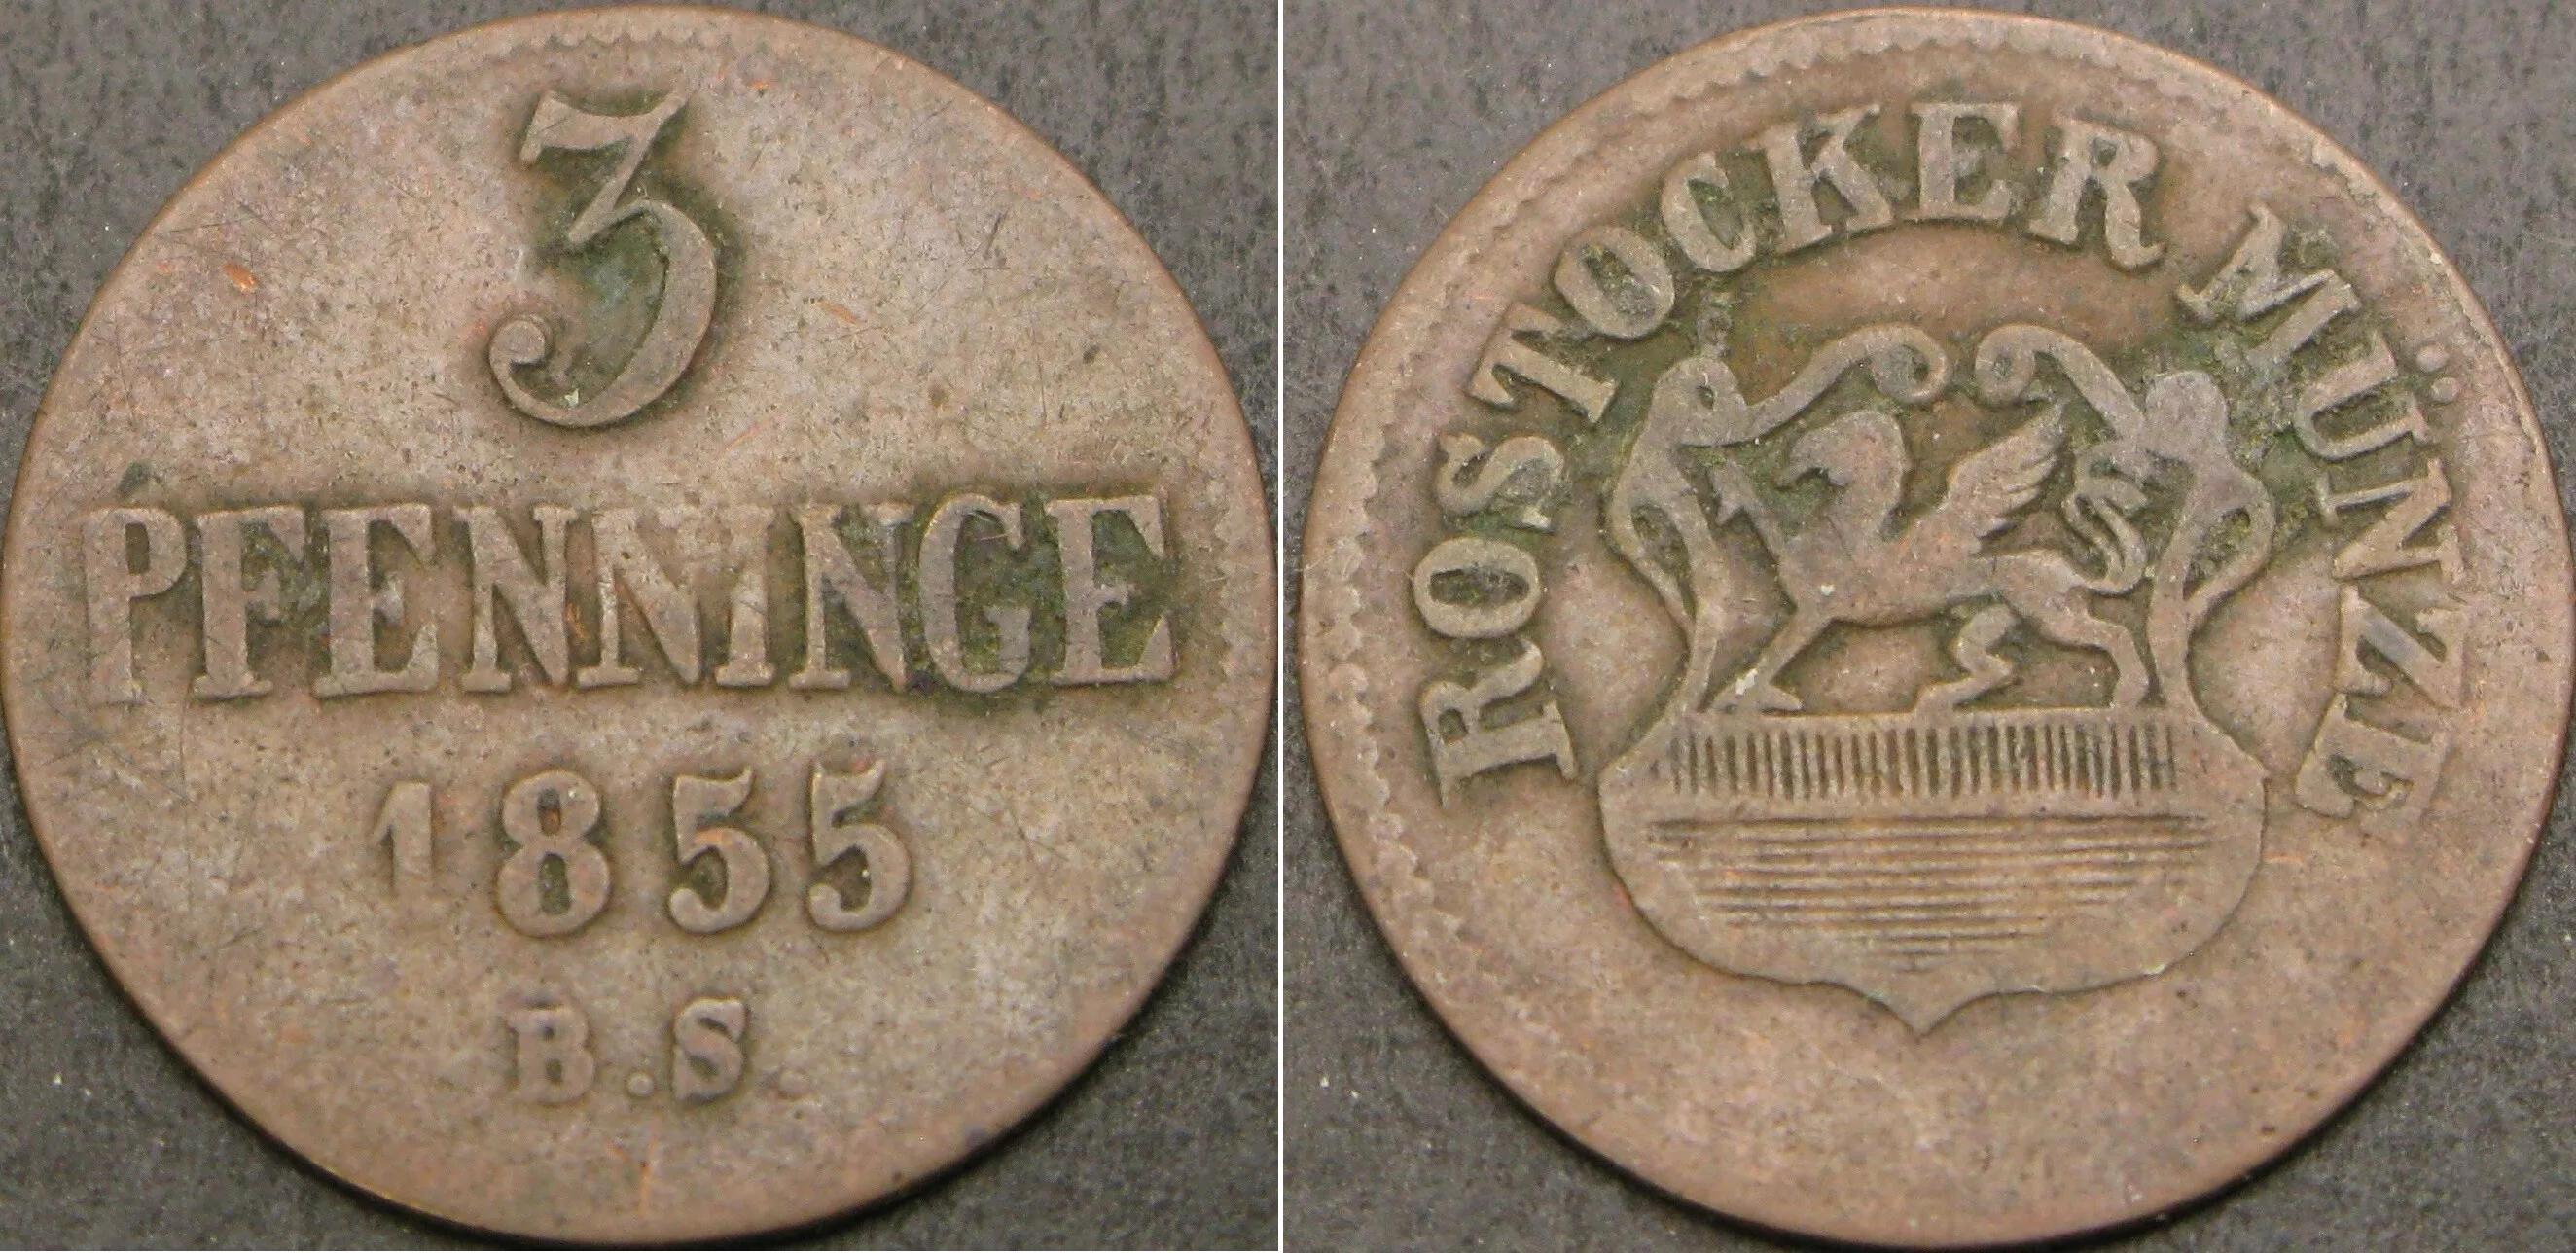 3
PFENNINGE
1855
B.S.
ROSTOCKER MÜNZE